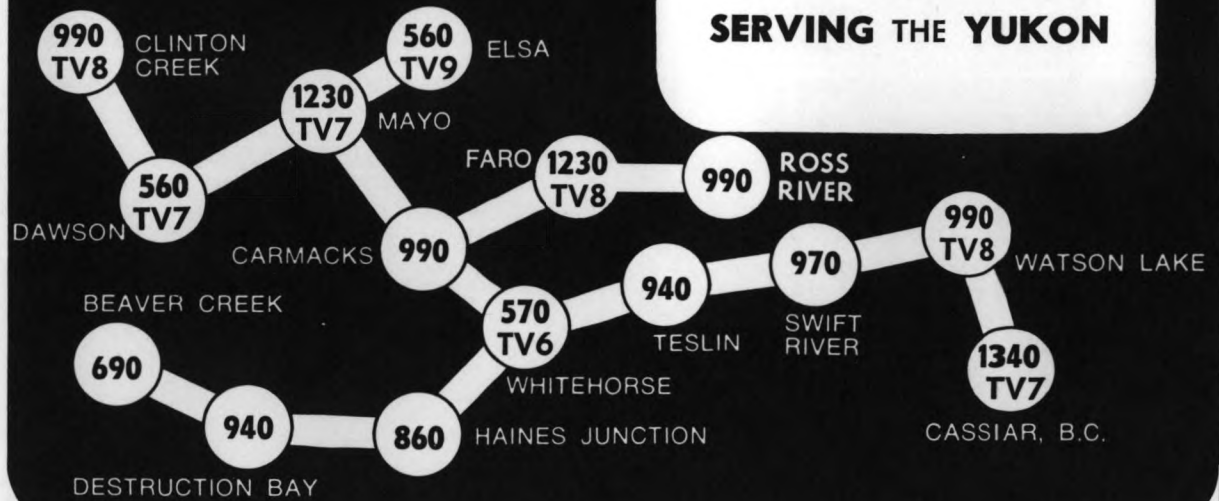 SERVING THE YUKON
990
TV8
CLINTON
CREEK
560
TV9
ELSA
1230
TV7
MAYO
560
TV7
DAWSON
FARO
1230
TV8
990
ROSS
RIVER
CARMACKS
990
990
TV8
WATSON LAKE
970
SWIFT
RIVER
940
TESLIN
570
TV6
WHITEHORSE
1340
TV7
CASSIAR, B.C.
BEAVER CREEK
690
940
DESTRUCTION BAY
860
HAINES JUNCTION